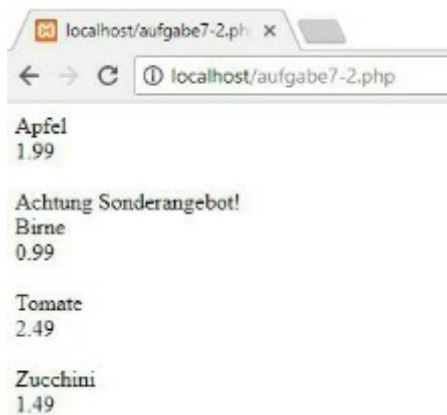 localhost/aufgabe7-2.ph
localhost/aufgabe7-2.php
Apfel
1.99
Achtung Sonderangebot!
Birne
0.99
Tomate
2.49
Zucchini
1.49